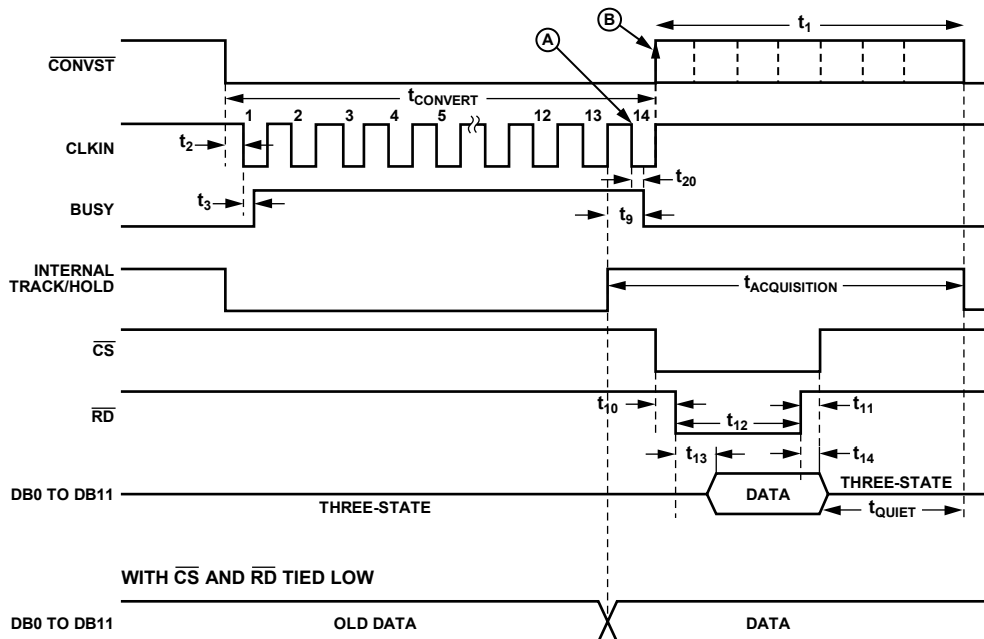 B
t1
A
CONVST
tCONVERT
1 2 3 4 5 12 13 14
CLKIN
t2
t20
t3
t9
BUSY
INTERNAL
TRACK/HOLD
tACQUISITION
CS
RD
t10
t12
t11
t13
t14
DB0 TO DB11
THREE-STATE
DATA
THREE-STATE
tQUIET
WITH CS AND RD TIED LOW
DB0 TO DB11
OLD DATA
DATA